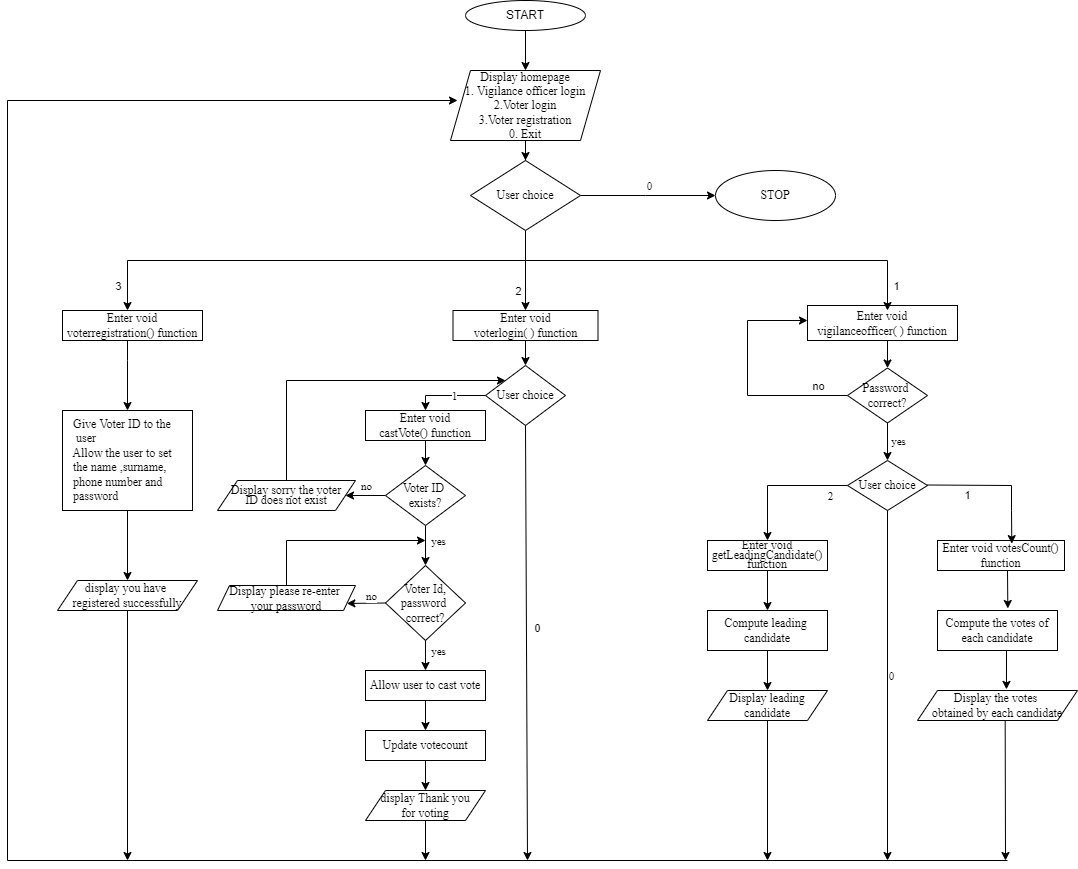 START
Display homepage
1. Vigilance officer login
2.Voter login
3.Voter registration
0. Exit
User choice
0
STOP
3
2
1
Enter void
voterregistration() function
Enter void
voterlogin( ) function
Enter void
vigilanceofficer( ) function
User choice
1
no
Password
correct?
yes
Give Voter ID to the
user
Allow the user to set
the name ,surname,
phone number and
password
Enter void
castVote() function
Display sorry the voter
ID does not exist
no
Voter ID
exists?
yes
User choice
2
1
Enter void
getLeadingCandidate()
function
Enter void votesCount()
function
display you have
registered successfully
Display please re-enter
your password
no
Voter Id,
password
correct?
yes
0
Compute leading
candidate
Compute the votes of
each candidate
Allow user to cast vote
0
Display leading
candidate
Display the votes
obtained by each candidate
Update votecount
display Thank you
for voting